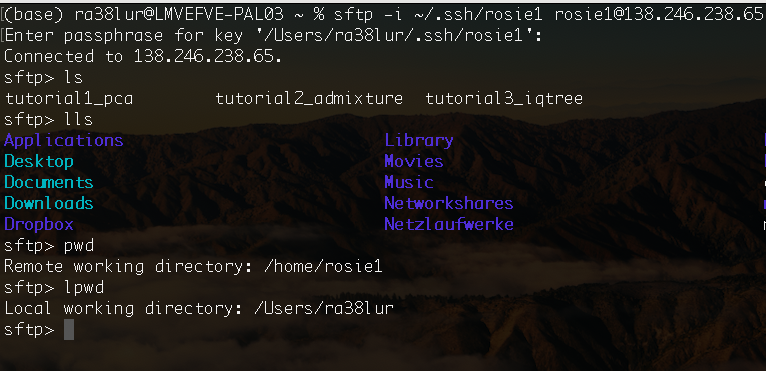 (base) ra38lur@LMVEFVE-PAL03 ~ % sftp -i ~/.ssh/rosie1 rosie1@138.246.238.65
Enter passphrase for key '/Users/ra38lur/.ssh/rosie1':
Connected to 138.246.238.65.
sftp> ls
tutorial1_pca tutorial2_admixture tutorial3_iqtree
sftp> lls
Applications Library
Desktop Movies
Documents Music
Downloads Networkshares
Dropbox Netzlaufwerke
sftp> pwd
Remote working directory: /home/rosie1
sftp> lpwd
Local working directory: /Users/ra38lur
sftp>